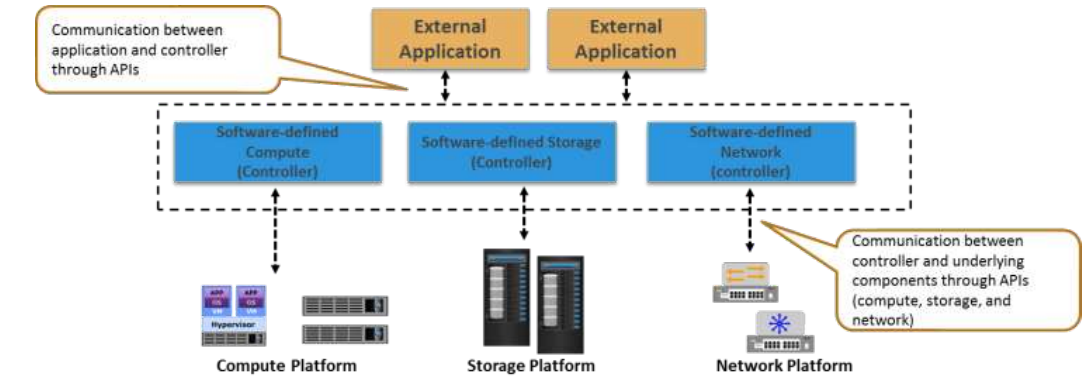 Communication between
application and controller
through APIs
External
Application
External
Application
Software-defined
Compute
(Controller)
Software-defined Storage
(Controller)
Software-defined
Network
(controller)
Communication between
controller and underlying
components through APIs
(compute, storage, and
network)
APP
OS
VM
APP
OS
VM
Hypervisor
Compute Platform
Storage Platform
Network Platform